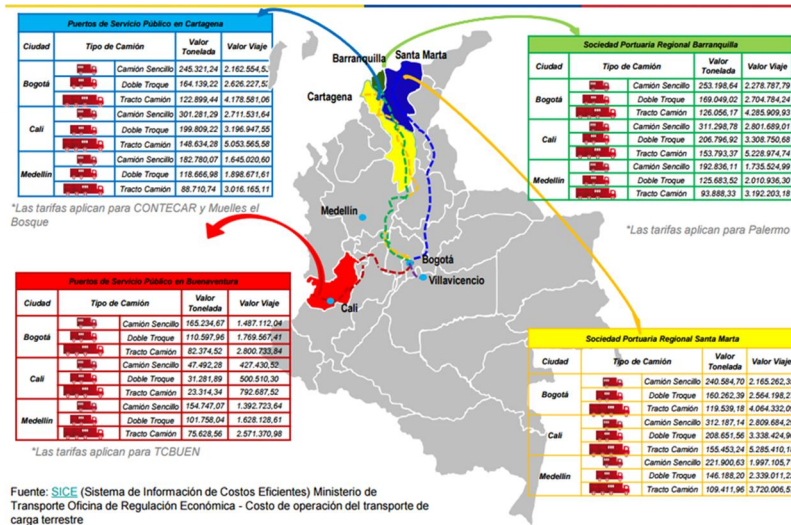 Puertos de Servicio Público en Cartagena
Ciudad Tipo de Camión Valor Tonelada Valor Viaje
Bogotá
Camión Sencillo 245.321,24
Doble Troque 164.139,22
Tracto Camión 122.899,44 4.178.581,06
Cali
Camión Sencillo 301.281,29 2.711.531,64
Doble Troque 199.809,22 3.196.947,55
Tracto Camión 148.634,28 5.053.565,58
Medellín
Camión Sencillo 182.780,07 1.645.020,60
Doble Troque 118.666,98 1.898.671,61
Tracto Camión 88.710,74 3.016.165,11
*Las tarifas aplican para CONTECAR y Muelles el
Bosque
Barranquilla
Santa Marta
Cartagena
Medellín
Bogotá
Villavicencio
Cali
Sociedad Portuaria Regional Barranquilla
Ciudad Tipo de Camión Valor Tonelada Valor Viaje
Bogotá
Camión Sencillo 253.198,64 2.278.787,79
Doble Troque 169.049,02 2.704.784,24
Tracto Camión 126.056,17 4.285.909,93
Cali
Camión Sencillo 311.298,78 2.801.689,01
Doble Troque 206.796,92 3.308.750,68
Tracto Camión 153.793,37 5.228.974,74
Medellín
Camión Sencillo 192.836,11 1.735.524,99
Doble Troque 125.683,52 2.010.936,30
Tracto Camión 93.888,33 3.192.203,18
*Las tarifas aplican para Palermo
Puertos de Servicio Público en Buenaventura
Ciudad Tipo de Camión Valor Tonelada Valor Viaje
Bogotá
Camión Sencillo 165.234,67 1.487.112,04
Doble Troque 110.597,96 1.769.567,41
Tracto Camión 82.374,52 2.800.733,84
Cali
Camión Sencillo 47.492,28 427.430,52
Doble Troque 31.281,89 500.510,30
Tracto Camión 23.314,34 792.687,52
Medellín
Camión Sencillo 154.747,07 1.392.723,64
Doble Troque 101.758,04 1.628.128,61
Tracto Camión 75.628,56 2.571.370,98
*Las tarifas aplican para TCBUEN
Sociedad Portuaria Regional Santa Marta
Ciudad Tipo de Camión Valor Tonelada Valor Viaje
Bogotá
Camión Sencillo 240.584,70
Doble Troque 160.262,39
Tracto Camión 119.539,18
Cali
Camión Sencillo 312.187,14
Doble Troque 208.651,56
Tracto Camión 155.453,24
Medellín
Camión Sencillo 221.900,63
Doble Troque 146.188,20
Tracto Camión 109.411,96
Fuente: SICE (Sistema de Información de Costos Eficientes) Ministerio de
Transporte Oficina de Regulación Económica - Costo de operación del transporte de
carga terrestre